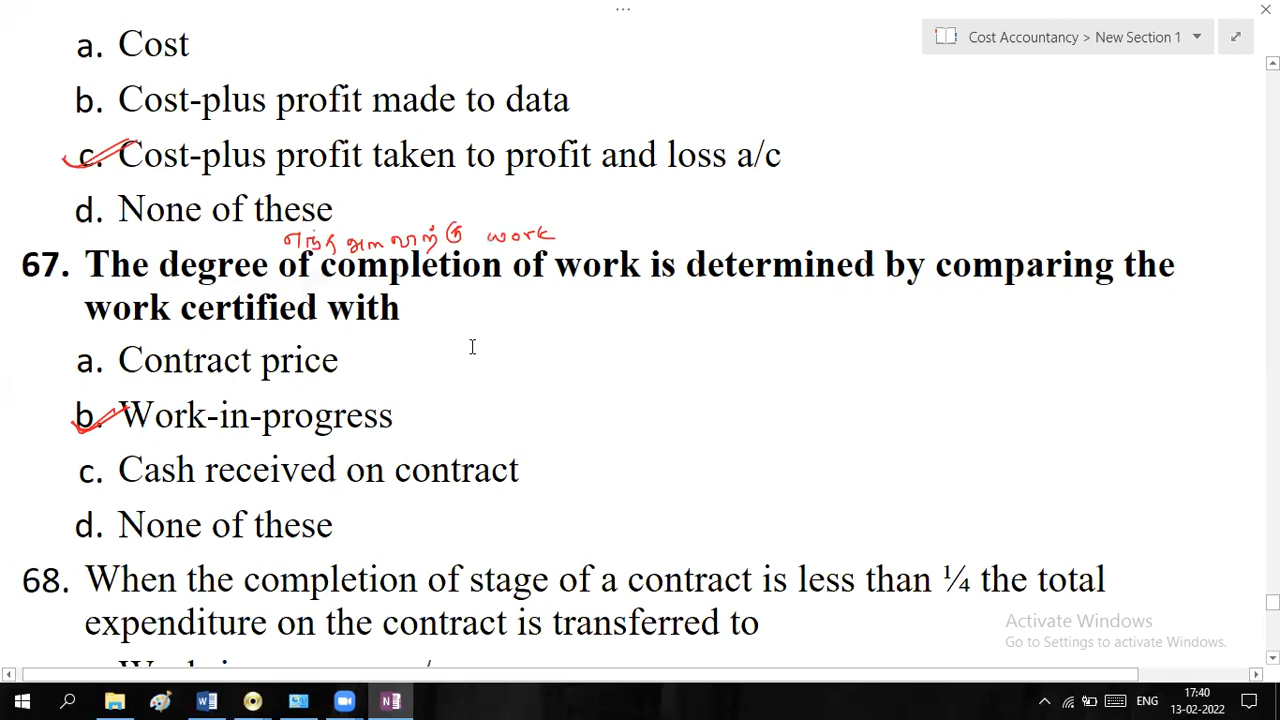 ...
Cost Accountancy > New Section 1
a. Cost
b. Cost-plus profit made to data
c. Cost-plus profit taken to profit and loss a/c
d. None of these
எந்த அளவிற்கு work
67. The degree of completion of work is determined by comparing the
work certified with
a. Contract price
b. Work-in-progress
c. Cash received on contract
d. None of these
68. When the completion of stage of a contract is less than ¼ the total
expenditure on the contract is transferred to
Activate Windows
Go to Settings to activate Windows.
ENG
17:40
13-02-2022